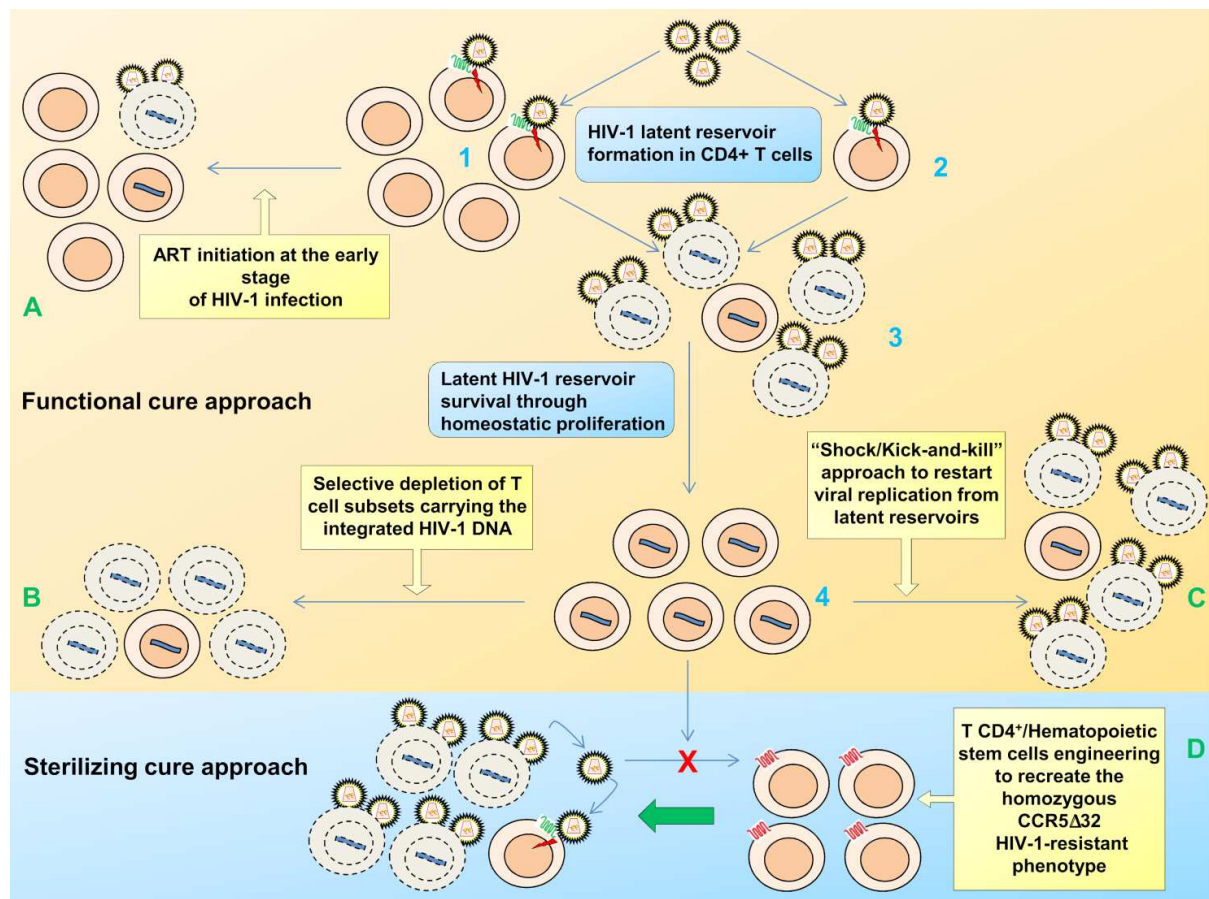 HIV-1 latent reservoir
formation in CD4+ T cells
1
2
ART initiation at the early
stage
of HIV-1 infection
A
3
Functional cure approach
Latent HIV-1 reservoir
survival through
homeostatic proliferation
Selective depletion of T
cell subsets carrying the
integrated HIV-1 DNA
“Shock/Kick-and-kill”
approach to restart
viral replication from
latent reservoirs
B
4
C
Sterilizing cure approach
X
T CD4⁺/Hematopoietic
stem cells engineering
to recreate the
homozygous
CCR5Δ32
HIV-1-resistant
phenotype
D